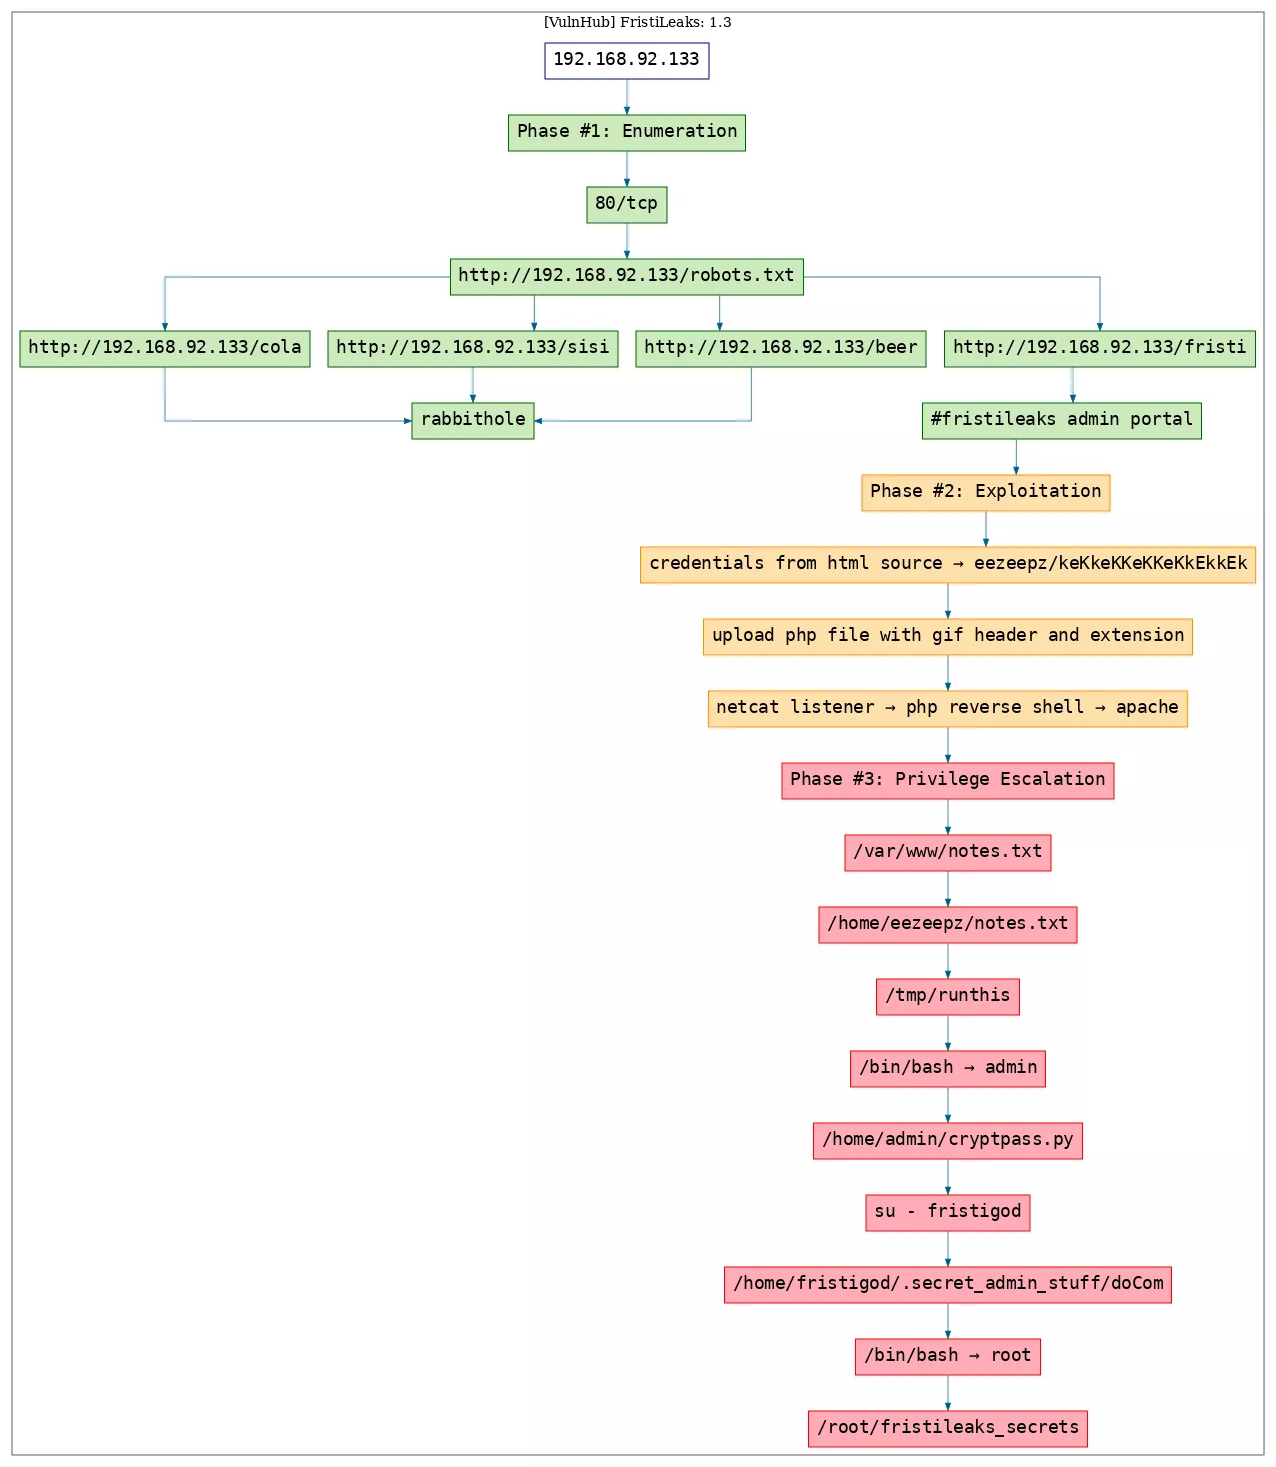 [VulnHub] FristiLeaks: 1.3
192.168.92.133
Phase #1: Enumeration
80/tcp
http://192.168.92.133/robots.txt
http://192.168.92.133/cola
http://192.168.92.133/sisi
http://192.168.92.133/beer
http://192.168.92.133/fristi
rabbithole
#fristileaks admin portal
Phase #2: Exploitation
credentials from html source → eezeepz/keKkeKKeKKeKkEkkEk
upload php file with gif header and extension
netcat listener → php reverse shell → apache
Phase #3: Privilege Escalation
/var/www/notes.txt
/home/eezeepz/notes.txt
/tmp/runthis
/bin/bash → admin
/home/admin/cryptpass.py
su - fristigod
/home/fristigod/.secret_admin_stuff/doCom
/bin/bash → root
/root/fristileaks_secrets